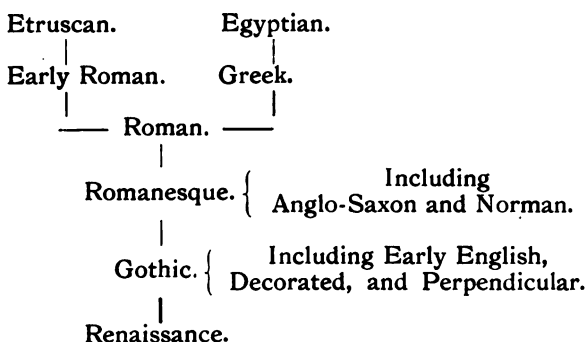 Etruscan. Egyptian.
Early Roman. Greek.
Roman.
Romanesque. { Including
Anglo-Saxon and Norman.
Gothic. { Including Early English,
Decorated, and Perpendicular.
Renaissance.